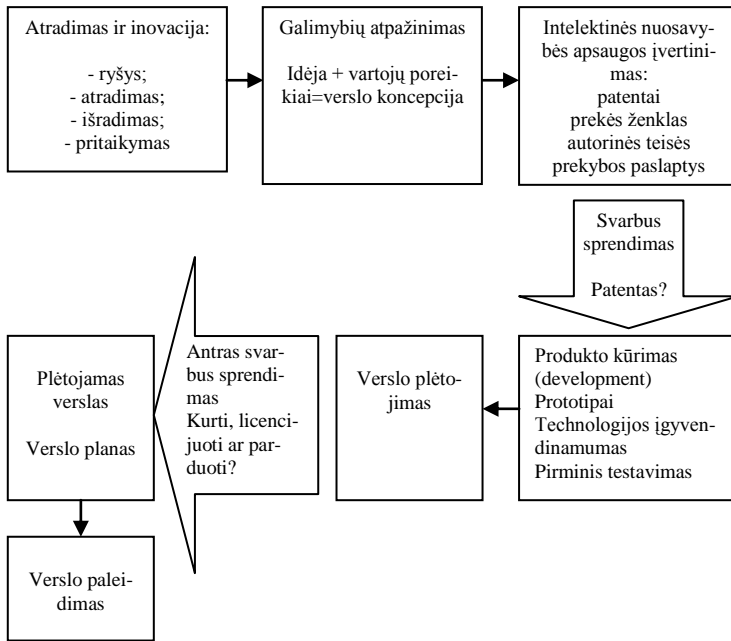 Atradimas ir inovacija:
- ryšys;
- atradimas;
- išradimas;
- pritaikymas
Galimybių atpažinimas
Idėja + vartojų porei-
kiai=verslo koncepcija
Intelektinės nuosavy-
bės apsaugos įvertini-
mas:
patentai
prekės ženklas
autorinės teisės
prekybos paslaptys
Svarbus
sprendimas
Patentas?
Produkto kūrimas
(development)
Prototipai
Technologijos įgyven-
dinamumas
Pirminis testavimas
Verslo plėto-
jimas
Antras svar-
bus sprendi-
mas
Kurti, licenci-
juoti ar par-
duoti?
Plėtojamas
verslas
Verslo planas
Verslo palei-
dimas